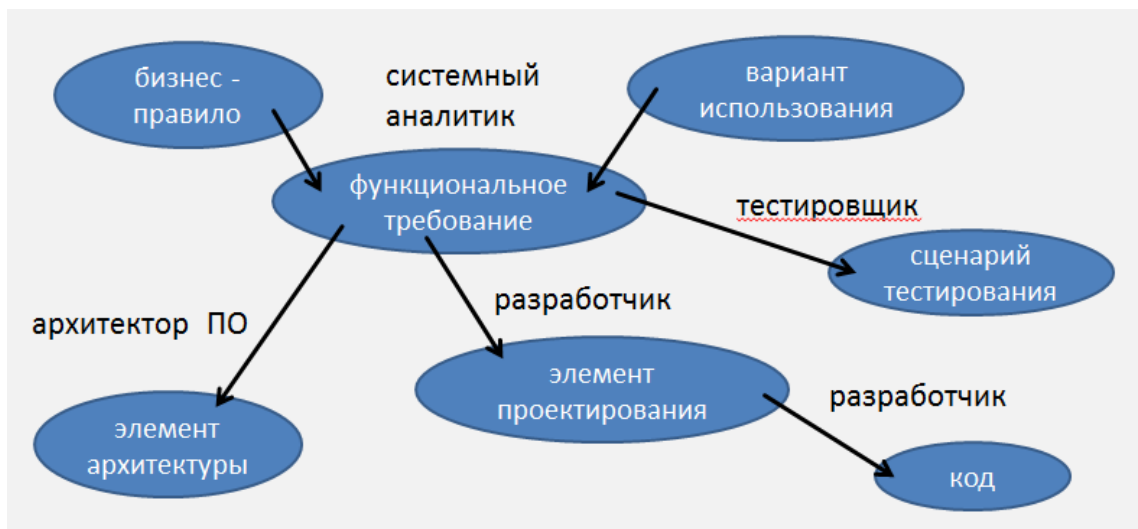 бизнес -
правило
системный
аналитик
вариант
использования
функциональное
требование
тестировщик
сценарий
тестирования
архитектор ПО
разработчик
элемент
проектирования
разработчик
элемент
архитектуры
код